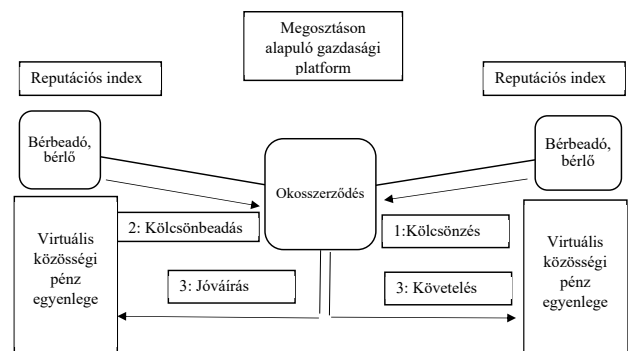 Megosztáson
alapuló gazdasági
platform
Reputációs index
Reputációs index
Bérbeadó,
bérlő
Okosszerződés
Bérbeadó,
bérlő
2: Kölcsönbeadás
1:Kölcsönzés
Virtuális
közösségi
pénz
egyenlege
3: Jóváírás
3: Követelés
Virtuális
közösségi
pénz
egyenlege